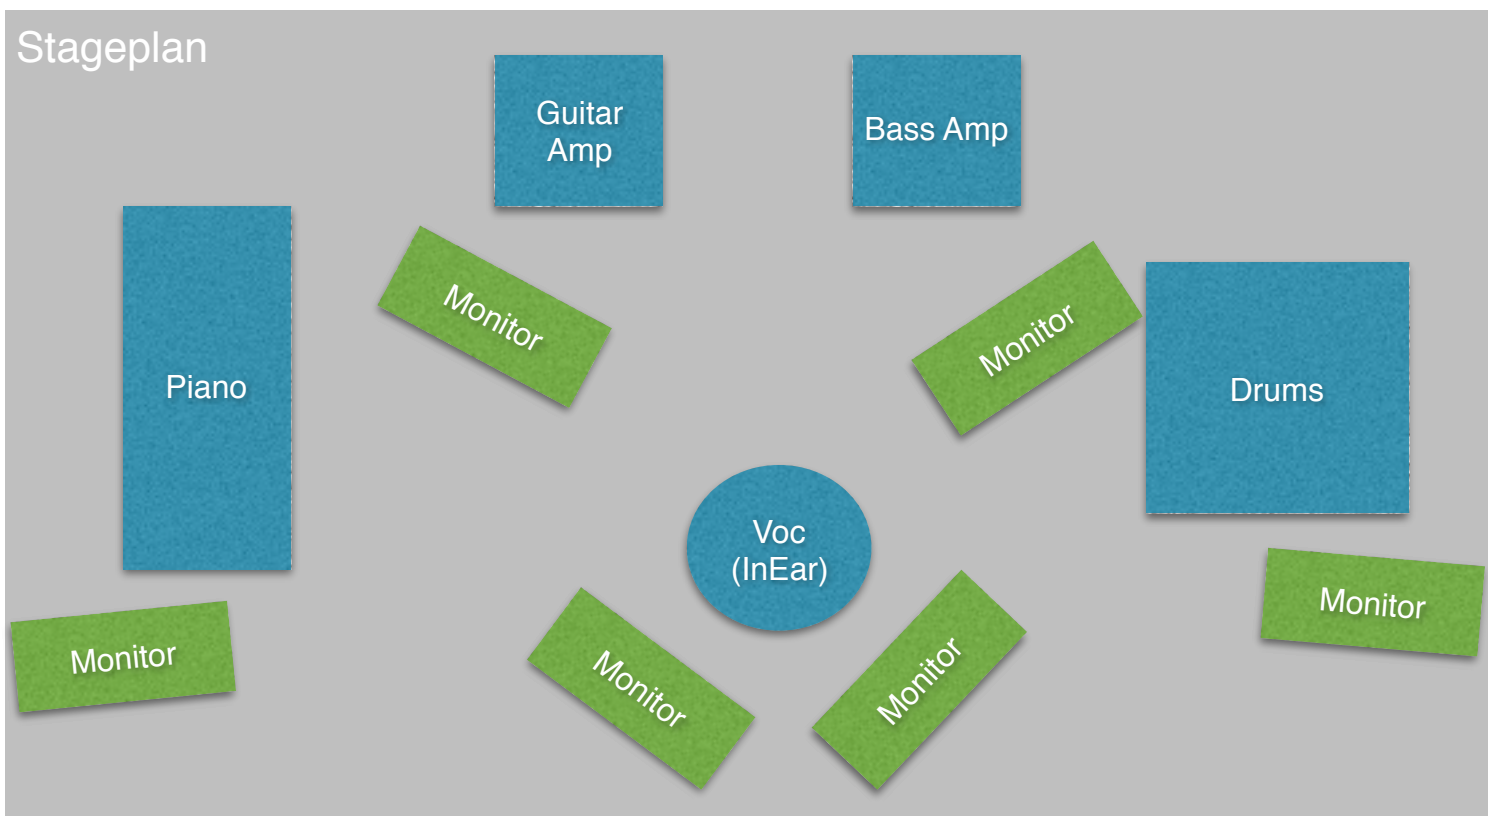 Stageplan
Guitar
Amp
Bass Amp
Monitor
Monitor
Piano
Drums
Voc
(InEar)
Monitor
Monitor
Monitor
Monitor